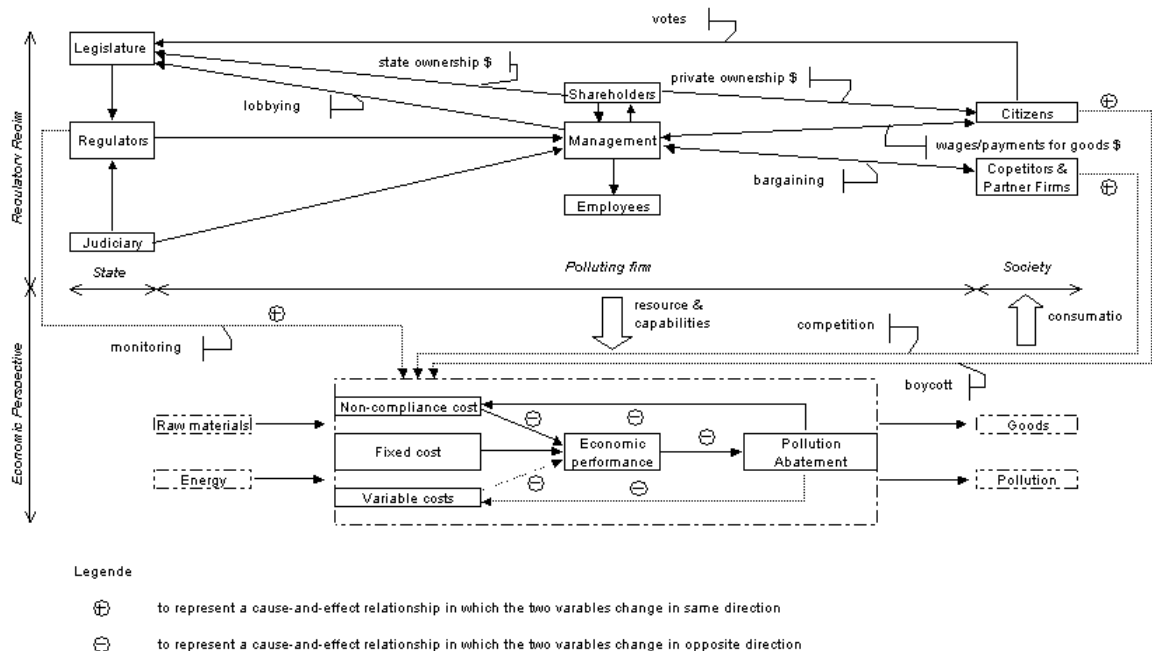 votes
Legislature
state ownership $
private ownership $
lobbying
Shareholders
Citizens
Regulators
Management
wages/payments for goods $
bargaining
Copetitors &
Partner Firms
Employees
Judiciary
Regulatory Realm
State
Polluting firm
Society
resource &
capabilities
competition
consumatio
monitoring
boycott
Economic Perspective
Non-compliance cost
Raw materials
Fixed cost
Economic
performance
Pollution
Abatement
Goods
Energy
Variable costs
Pollution
Legende
⊕ to represent a cause-and-effect relationship in which the two variables change in same direction
⊖ to represent a cause-and-effect relationship in which the two variables change in opposite direction